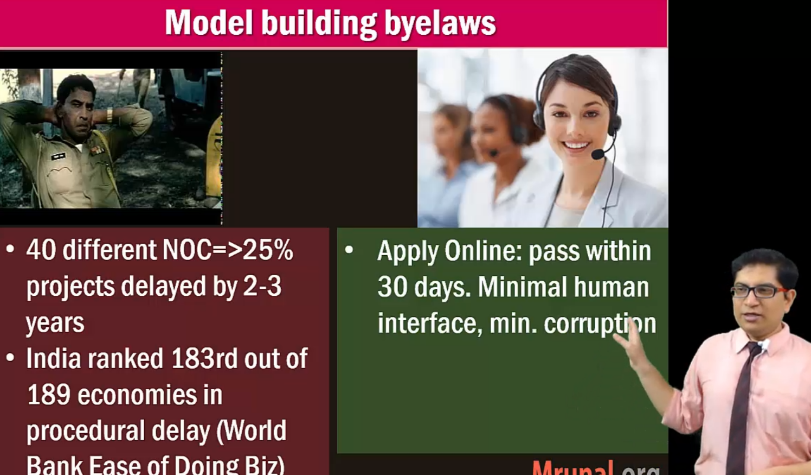 Model building byelaws
• 40 different NOC=>25%
projects delayed by 2-3
years
• India ranked 183rd out of
189 economies in
procedural delay (World
Bank Ease of Doing Biz)
• Apply Online: pass within
30 days. Minimal human
interface, min. corruption
Mrunal.org